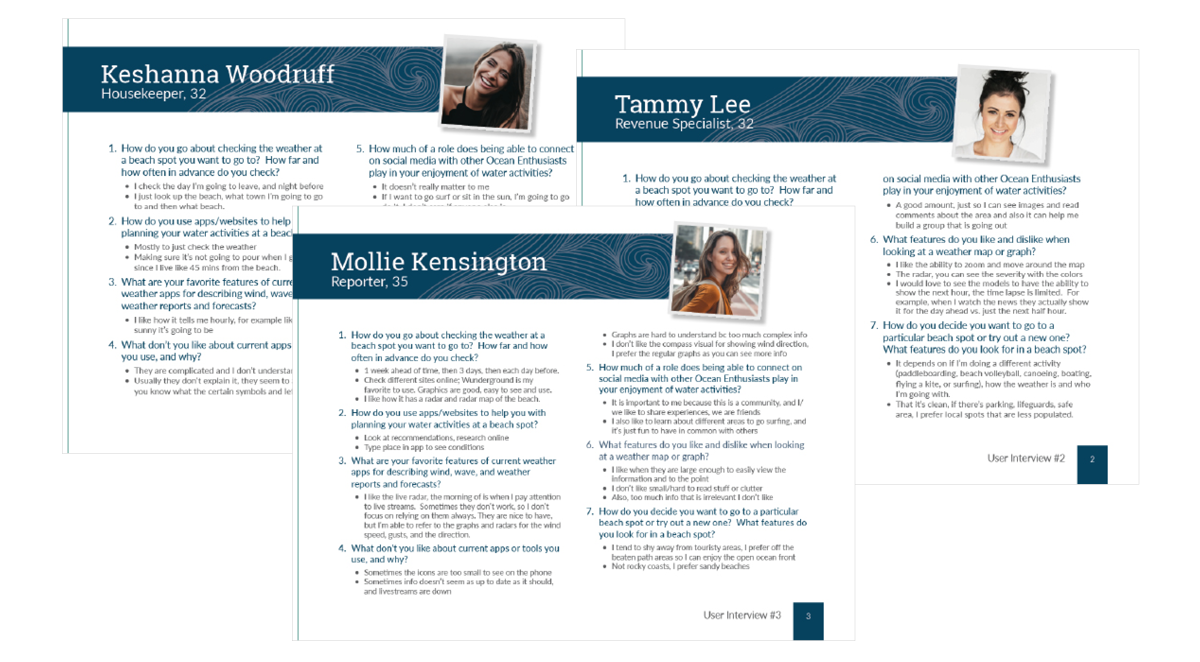 Keshanna Woodruff
Housekeeper, 32
1. How do you go about checking the weather at
a beach spot you want to go to? How far and
how often in advance do you check?
• I check the day I'm going to leave, and night before
• I just look up the beach, what town I'm going to go
to and then what.
2. How do you use apps/websites to help
planning your water activities at a beac
• Mostly to just check the weather
• Making sure it's not going to pour when I g
since I live like 45 mins from the beach.
3. What are your favorite features of curre
weather apps for describing wind, wave
weather reports and forecasts?
• I like how it tells me hourly, for example lik
sunny it's going to be
4. What don't you like about current apps
you use, and why?
• They are complicated and I don't understa
• Usually they don't explain it, they seem to
you know what the certain symbols and le
5. How much of a role does being able to connect
on social media with other Ocean Enthusiasts
play in your enjoyment of water activities?
• It doesn't really matter to me
• If I want to go surf or sit in the sun, I'm going to go
Tammy Lee
Revenue Specialist, 32
1. How do you go about checking the weather at
a beach spot you want to go to? How far and
how often in advance do you check?
on social media with other Ocean Enthusiasts
play in your enjoyment of water activities?
• A good amount, just so I can see images and read
comments about the area and also it can help me
build a group that is going out
6. What features do you like and dislike when
looking at a weather map or graph?
• I like the ability to zoom and move around the map
• The radar, you can see the severity with the colors
• I would love to see the models to have the ability to
show the next hour, the time lapse is limited. For
example, when I watch the news they actually show
it for the day ahead vs. just the next half hour.
7. How do you decide you want to go to a
particular beach spot or try out a new one?
What features do you look for in a beach spot?
• It depends on if I'm doing a different activity
(paddleboarding, beach volleyball, canoeing, boating,
flying a kite, or surfing), how the weather is and who
I'm going with.
• That it's clean, if there's parking, lifeguards, safe
area, I prefer local spots that are less populated.
User Interview #2
2
Mollie Kensington
Reporter, 35
1. How do you go about checking the weather at a
beach spot you want to go to? How far and how
often in advance do you check?
• 1 week ahead of time, then 3 days, then each day before.
• Check different sites online; Wunderground is my
favorite to use. Graphics are good, easy to see and use.
• I like how it has a radar and radar map of the beach.
2. How do you use apps/websites to help you with
planning your water activities at a beach spot?
• Look at recommendations, research online
• Type place in app to see conditions
3. What are your favorite features of current weather
apps for describing wind, wave, and weather
reports and forecasts?
• I like the live radar, the morning of is when I pay attention
to live streams. Sometimes they don't work, so I don't
focus on relying on them always. They are nice to have,
but I'm able to refer to the graphs and radars for the wind
speed, gusts, and the direction.
4. What don't you like about current apps or tools you
use, and why?
• Sometimes the icons are too small to see on the phone
• Sometimes info doesn't seem as up to date as it should,
and livestreams are down
• Graphs are hard to understand bc too much complex info
• I don't like the compass visual for showing wind direction.
I prefer the regular graphs as you can see more info
5. How much of a role does being able to connect on
social media with other Ocean Enthusiasts play in
your enjoyment of water activities?
• It is important to me because this is a community, and I/
we like to share experiences, we are friends
• I also like to learn about different areas to go surfing, and
it's just fun to have in common with others
6. What features do you like and dislike when looking
at a weather map or graph?
• I like when they are large enough to easily view the
information and to the point
• I don't like small/hard to read stuff or clutter
• Also, too much info that is irrelevant I don't like
7. How do you decide you want to go to a particular
beach spot or try out a new one? What features do
you look for in a beach spot?
• I tend to shy away from touristy areas, I prefer off the
beaten path areas so I can enjoy the open ocean front
• Not rocky coasts, I prefer sandy beaches
User Interview #3
3